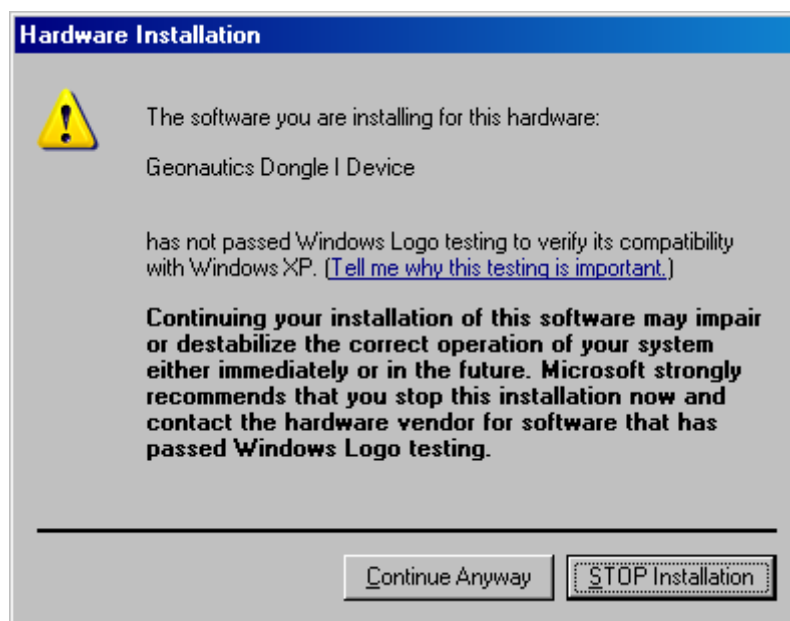 Hardware Installation
The software you are installing for this hardware:
Geonautics Dongle I Device
has not passed Windows Logo testing to verify its compatibility
with Windows XP. (Tell me why this testing is important.)
Continuing your installation of this software may impair
or destabilize the correct operation of your system
either immediately or in the future. Microsoft strongly
recommends that you stop this installation now and
contact the hardware vendor for software that has
passed Windows Logo testing.
Continue Anyway
STOP Installation